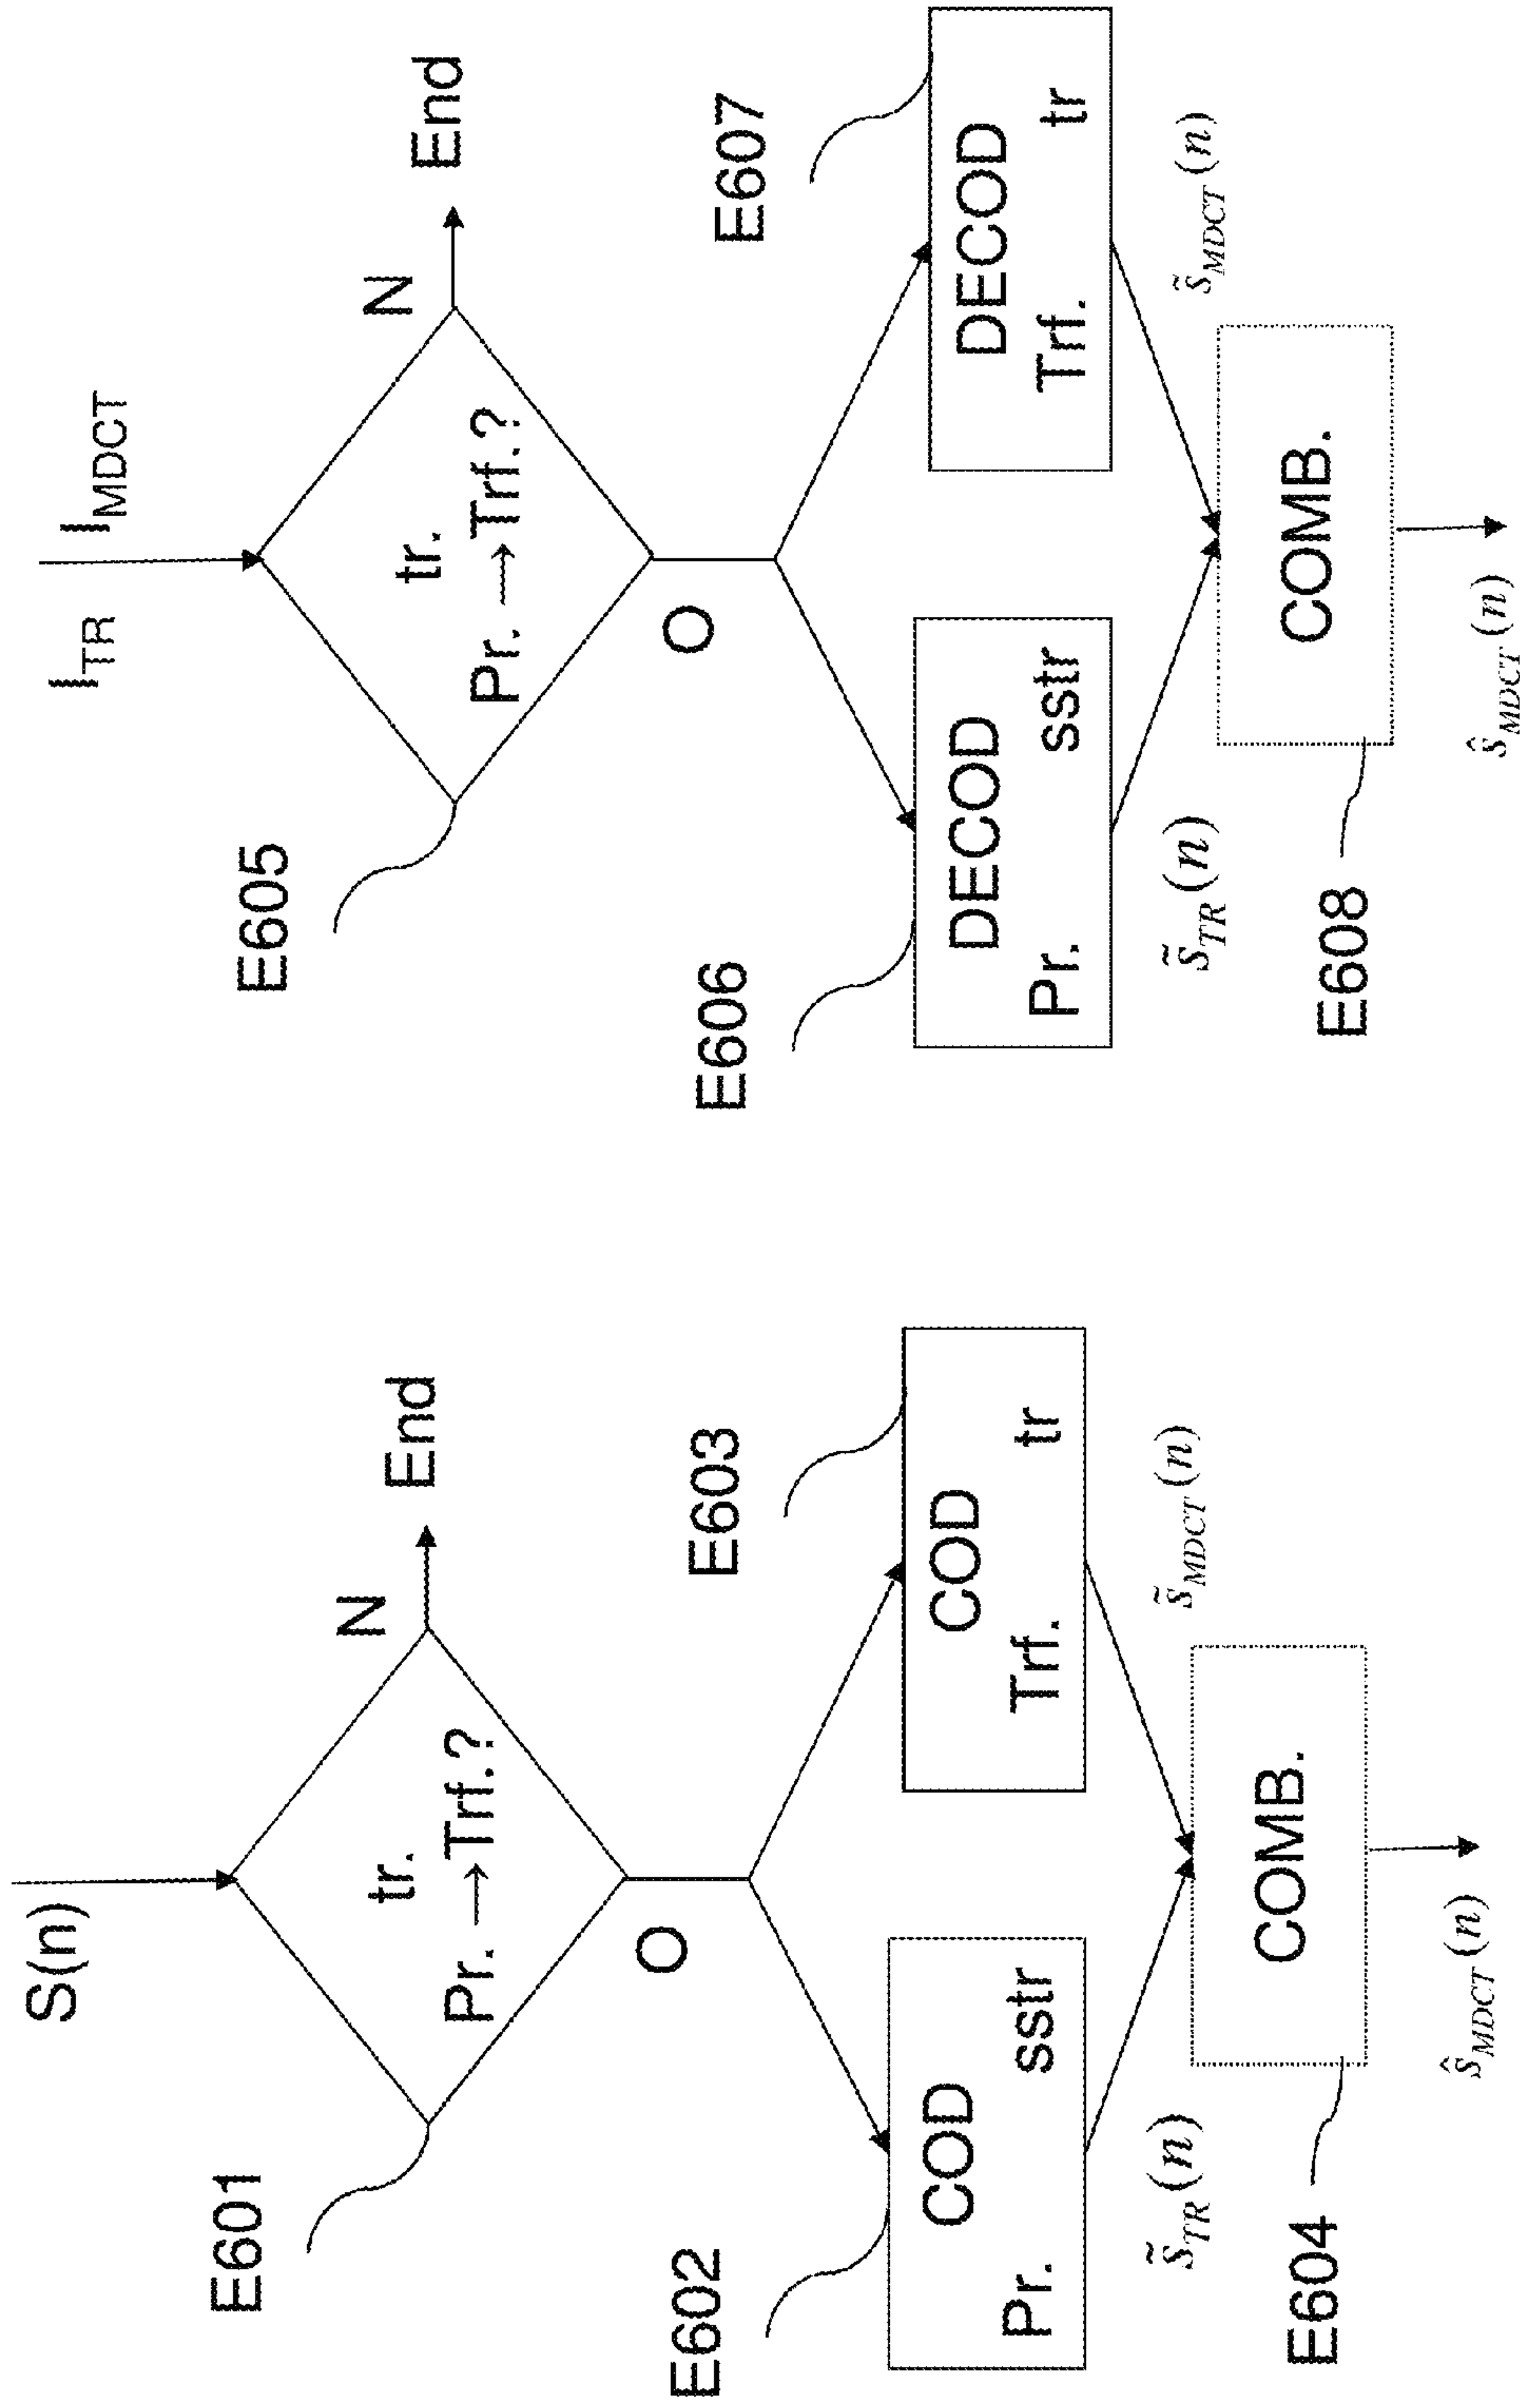 S(n)
E601
tr.
Pr. → Trf.?
N
End
O
E602
COD
Pr. sstr
E603
COD
Trf. tr
s̃TR(n)
s̃MDCT(n)
E604
COMB.
ŝMDCT(n)
ITR IMDCT
E605
tr.
Pr. → Trf.?
N
End
O
E606
DECOD
Pr. sstr
E607
DECOD
Trf. tr
s̃TR(n)
s̃MDCT(n)
E608
COMB.
ŝMDCT(n)